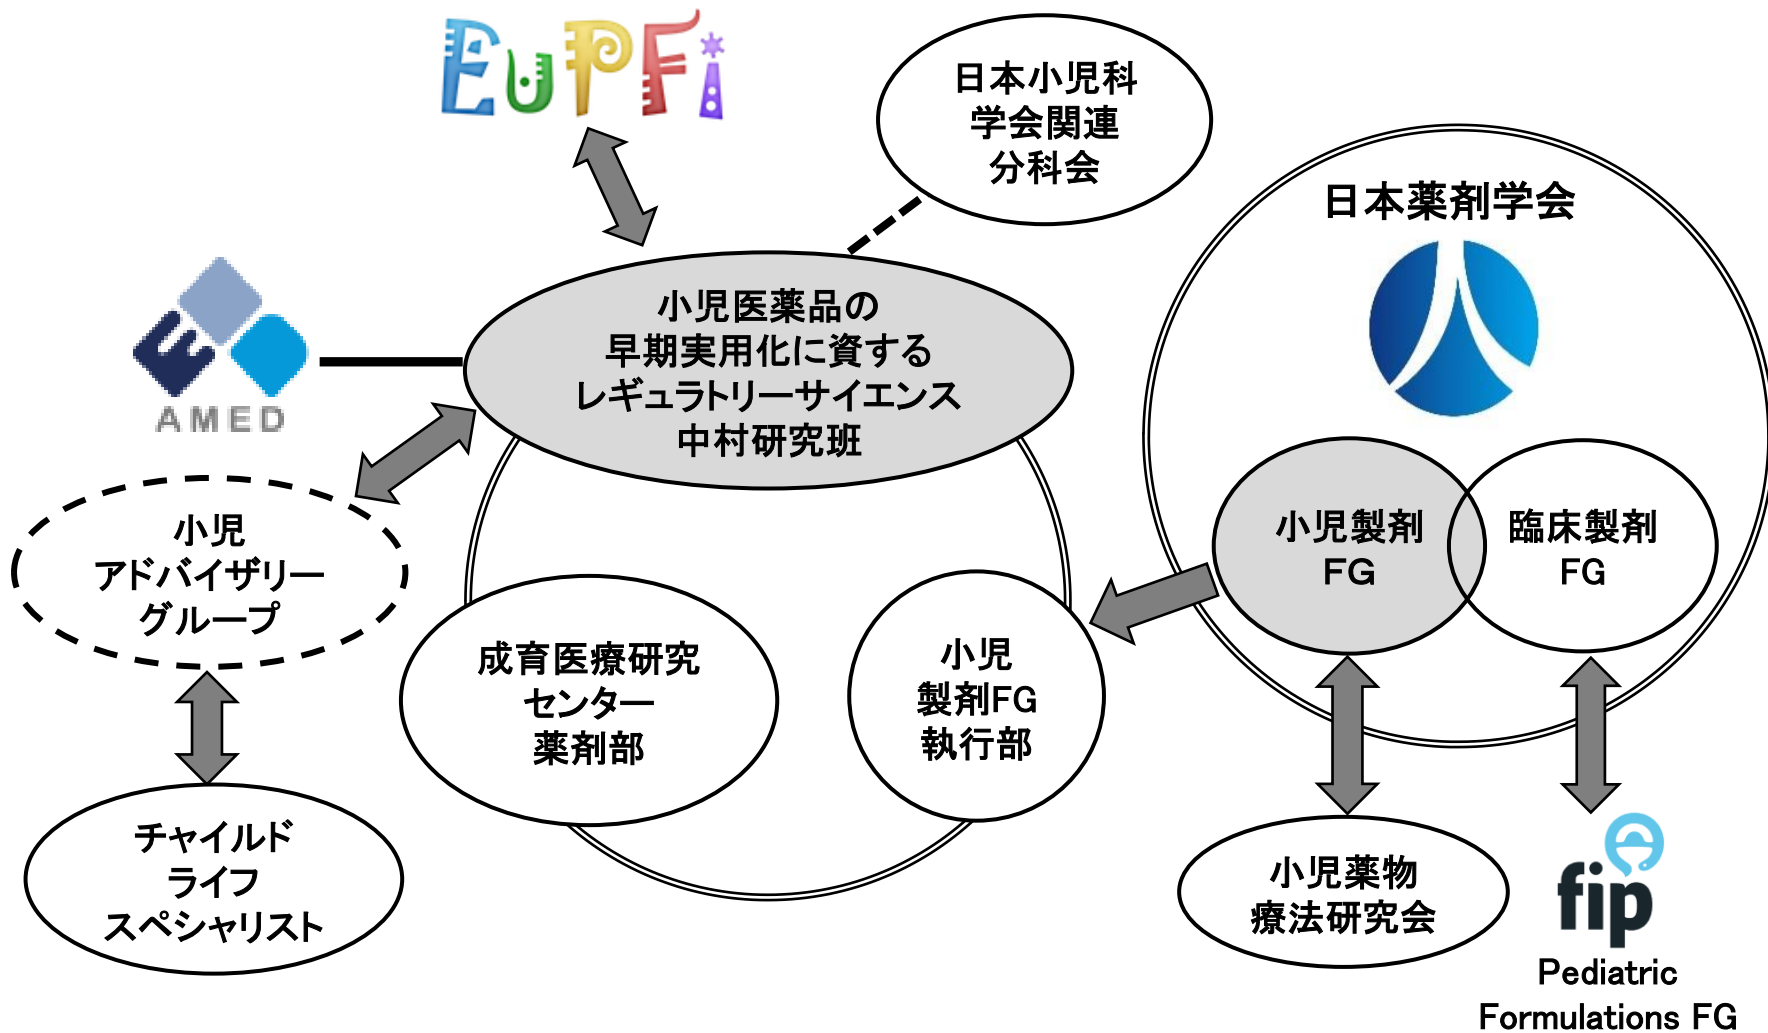 EuPFi
日本小児科
学会関連
分科会
日本薬剤学会
AMED
小児医薬品の
早期実用化に資する
レギュラトリーサイエンス
中村研究班
小児
アドバイザリー
グループ
小児製剤
FG
臨床製剤
FG
成育医療研究
センター
薬剤部
小児
製剤FG
執行部
チャイルド
ライフ
スペシャリスト
小児薬物
療法研究会
fip
Pediatric
Formulations FG